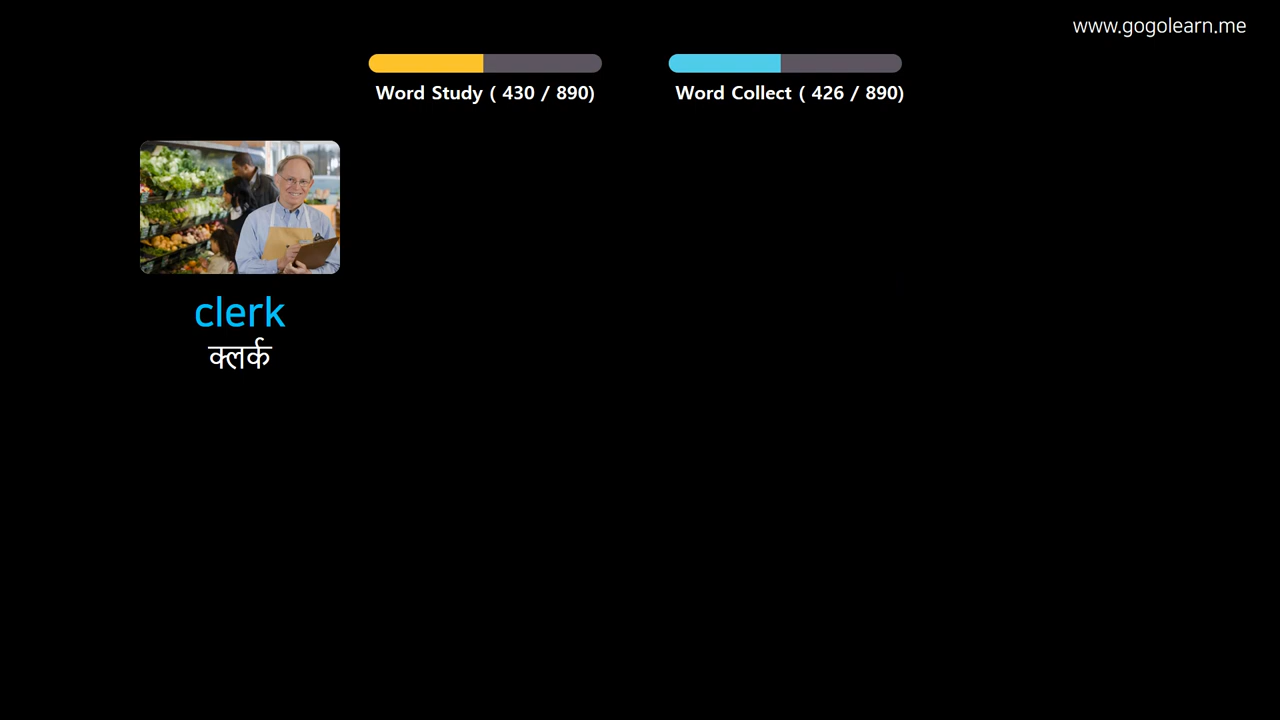 www.gogolearn.me
Word Study ( 430 / 890)
Word Collect ( 426 / 890)
clerk
क्लर्क